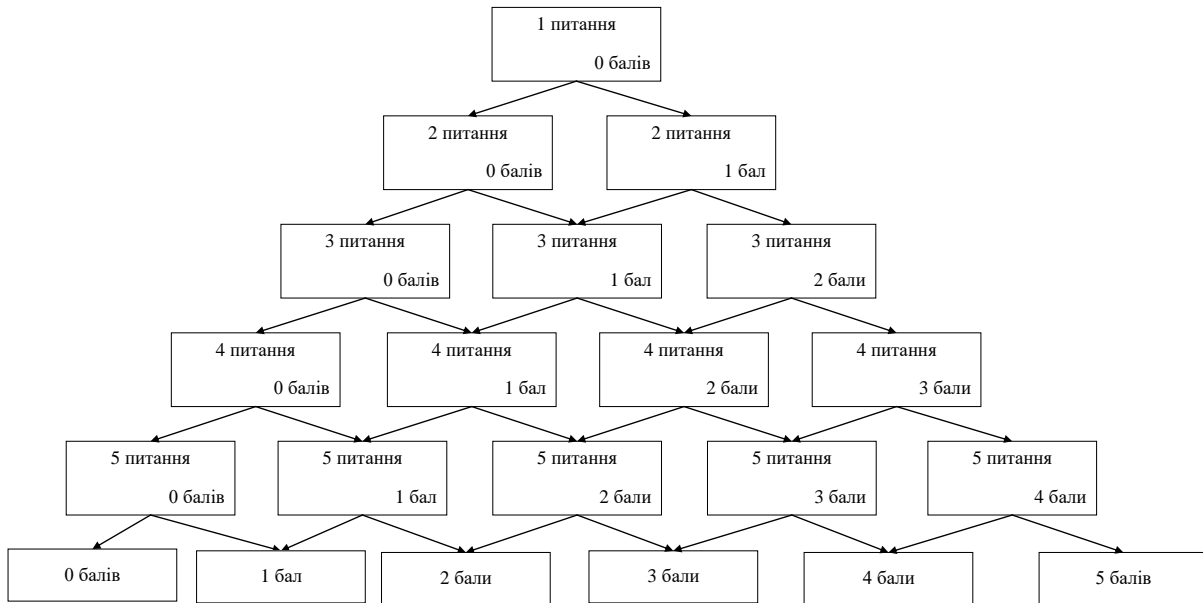 1 питання
0 балів
2 питання
0 балів
2 питання
1 бал
3 питання
0 балів
3 питання
1 бал
3 питання
2 бали
4 питання
0 балів
4 питання
1 бал
4 питання
2 бали
4 питання
3 бали
5 питання
0 балів
5 питання
1 бал
5 питання
2 бали
5 питання
3 бали
5 питання
4 бали
0 балів
1 бал
2 бали
3 бали
4 бали
5 балів